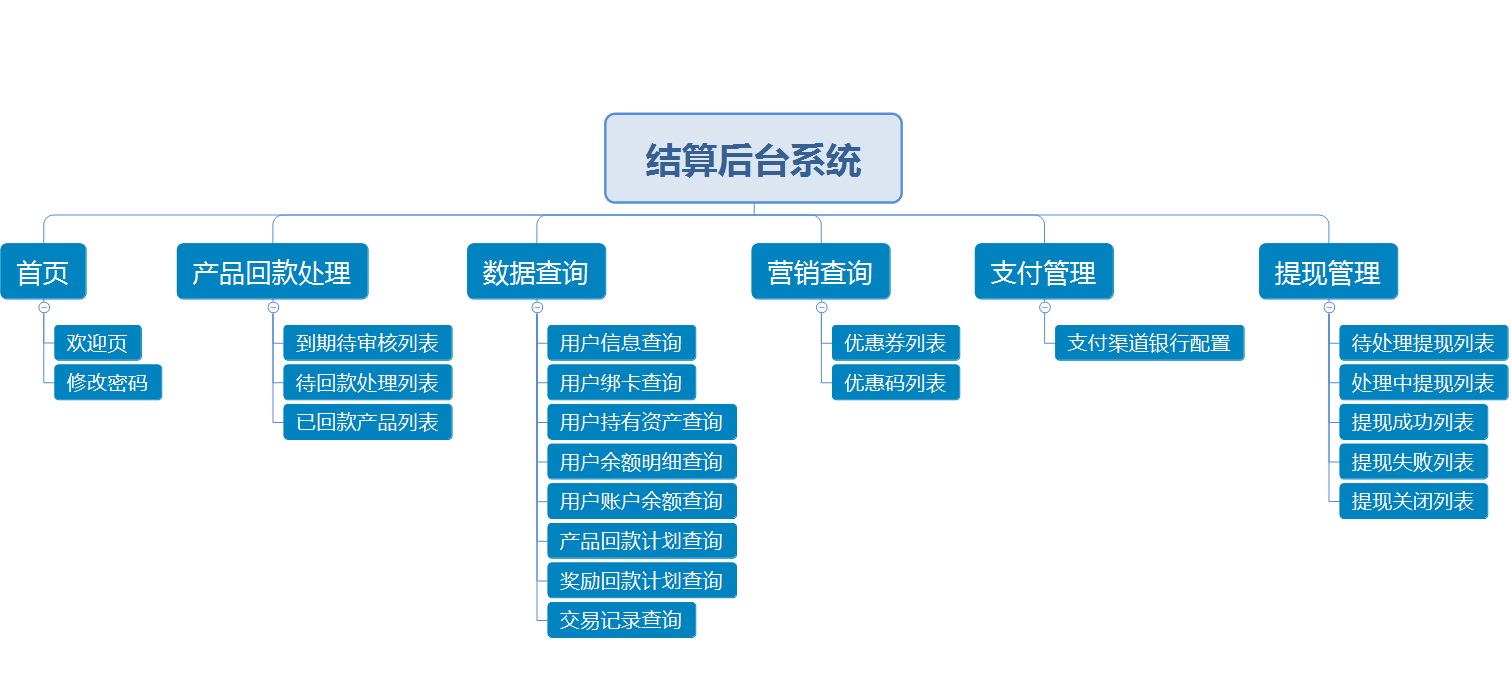 结算后台系统
首页
产品回款处理
数据查询
营销查询
支付管理
提现管理
欢迎页
修改密码
到期待审核列表
待回款处理列表
已回款产品列表
用户信息查询
用户绑卡查询
用户持有资产查询
用户余额明细查询
用户账户余额查询
产品回款计划查询
奖励回款计划查询
交易记录查询
优惠券列表
优惠码列表
支付渠道银行配置
待处理提现列表
处理中提现列表
提现成功列表
提现失败列表
提现关闭列表